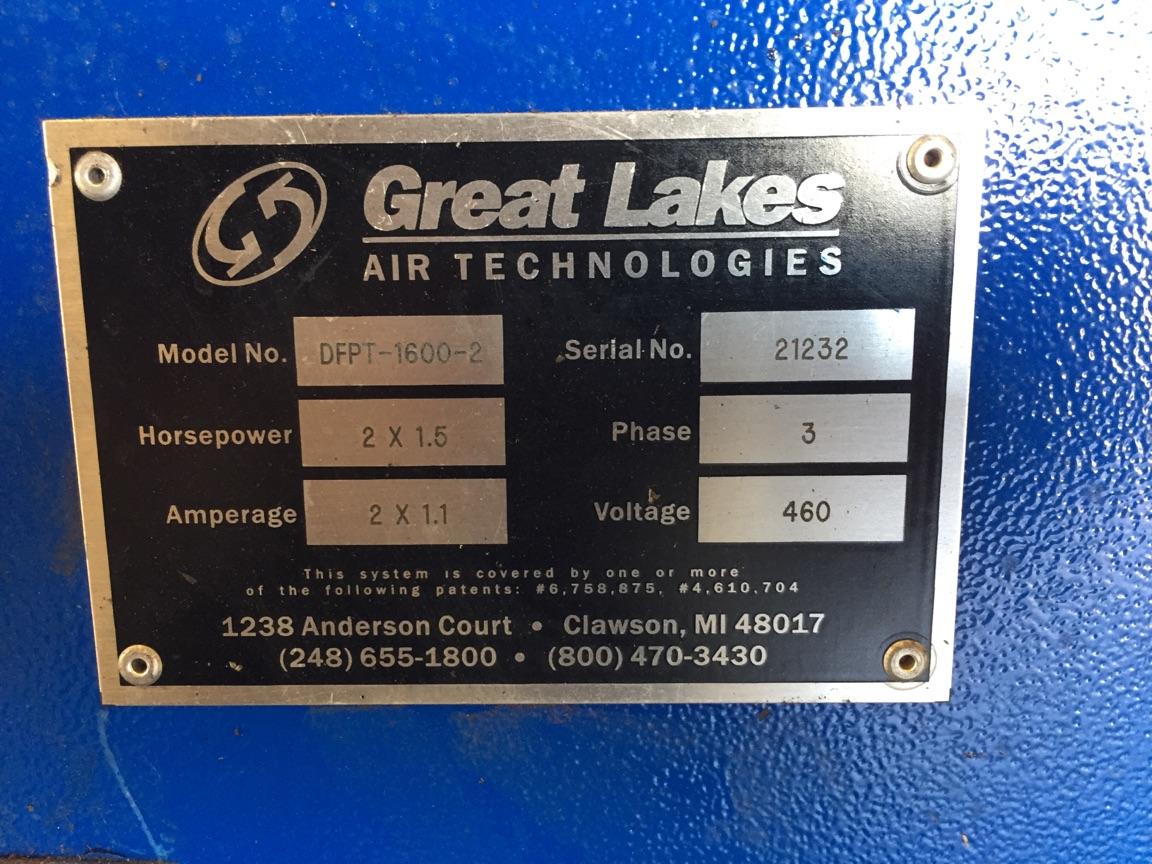 Great Lakes
AIR TECHNOLOGIES
Model No. DFPT-1600-2 Serial No. 21232
Horsepower 2 X 1.5 Phase 3
Amperage 2 X 1.1 Voltage 460
This system is covered by one or more
of the following patents: #6,758,875, #4,610,704
1238 Anderson Court • Clawson, MI 48017
(248) 655-1800 • (800) 470-3430